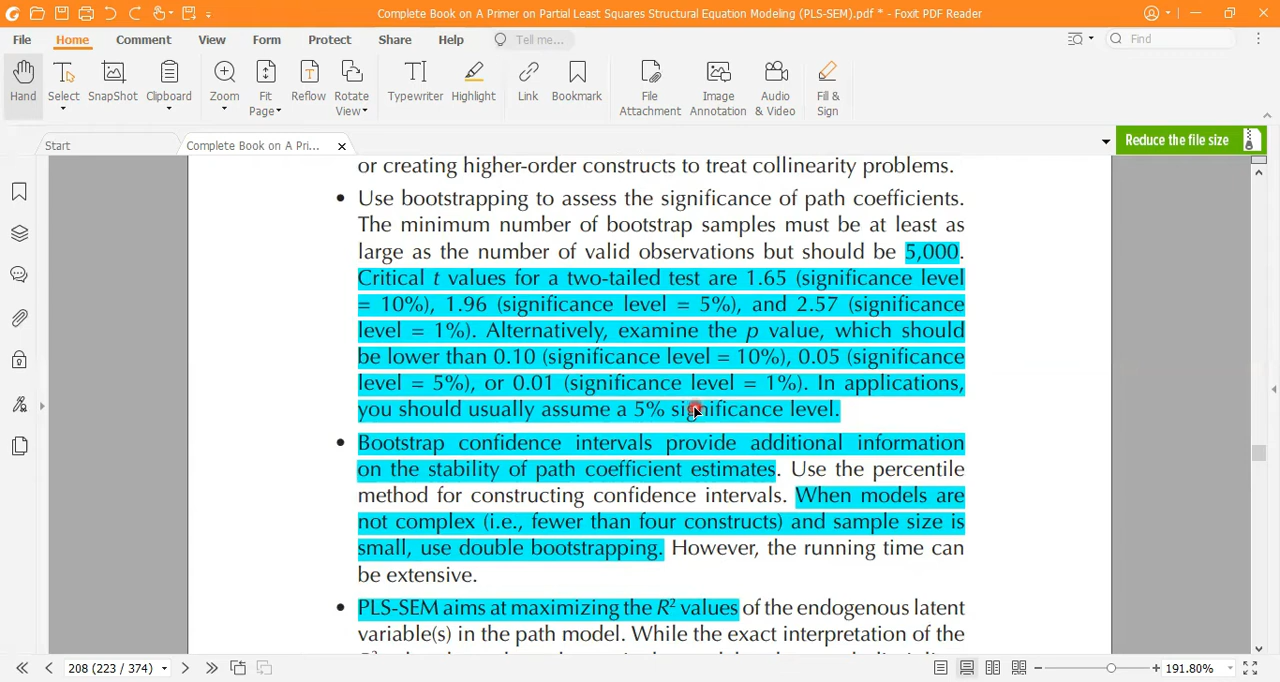 Complete Book on A Primer on Partial Least Squares Structural Equation Modeling (PLS-SEM).pdf * - Foxit PDF Reader
File Home Comment View Form Protect Share Help Tell me... Find
Hand Select SnapShot Clipboard Zoom Fit Page Reflow Rotate View Typewriter Highlight Link Bookmark File Attachment Image Annotation Audio & Video Fill & Sign
Start Complete Book on A Pri... Reduce the file size
or creating higher-order constructs to treat collinearity problems.
• Use bootstrapping to assess the significance of path coefficients.
The minimum number of bootstrap samples must be at least as
large as the number of valid observations but should be 5,000.
Critical t values for a two-tailed test are 1.65 (significance level
= 10%), 1.96 (significance level = 5%), and 2.57 (significance
level = 1%). Alternatively, examine the p value, which should
be lower than 0.10 (significance level = 10%), 0.05 (significance
level = 5%), or 0.01 (significance level = 1%). In applications,
you should usually assume a 5% significance level.
• Bootstrap confidence intervals provide additional information
on the stability of path coefficient estimates. Use the percentile
method for constructing confidence intervals. When models are
not complex (i.e., fewer than four constructs) and sample size is
small, use double bootstrapping. However, the running time can
be extensive.
• PLS-SEM aims at maximizing the R² values of the endogenous latent
variable(s) in the path model. While the exact interpretation of the
208 (223 / 374) 191.80%